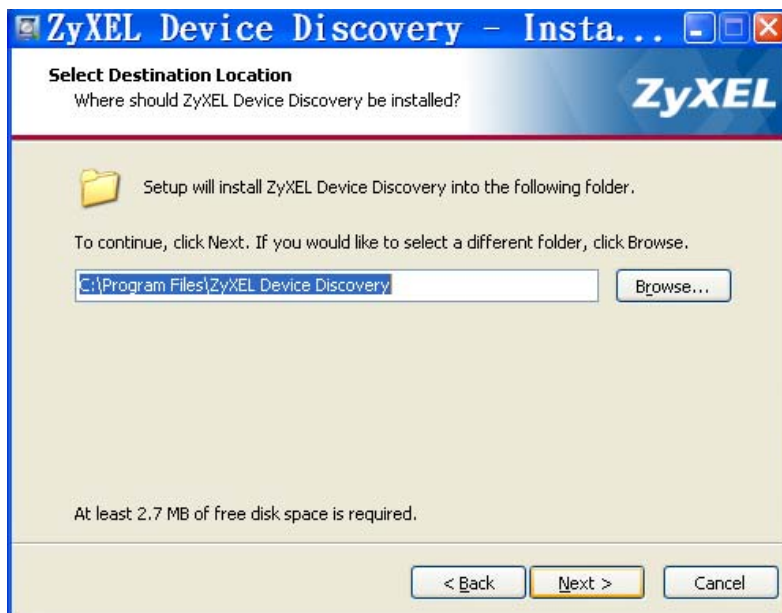 ZyXEL Device Discovery - Insta...
Select Destination Location
Where should ZyXEL Device Discovery be installed?
ZyXEL
Setup will install ZyXEL Device Discovery into the following folder.
To continue, click Next. If you would like to select a different folder, click Browse.
C:\Program Files\ZyXEL Device Discovery
Browse...
At least 2.7 MB of free disk space is required.
< Back
Next >
Cancel